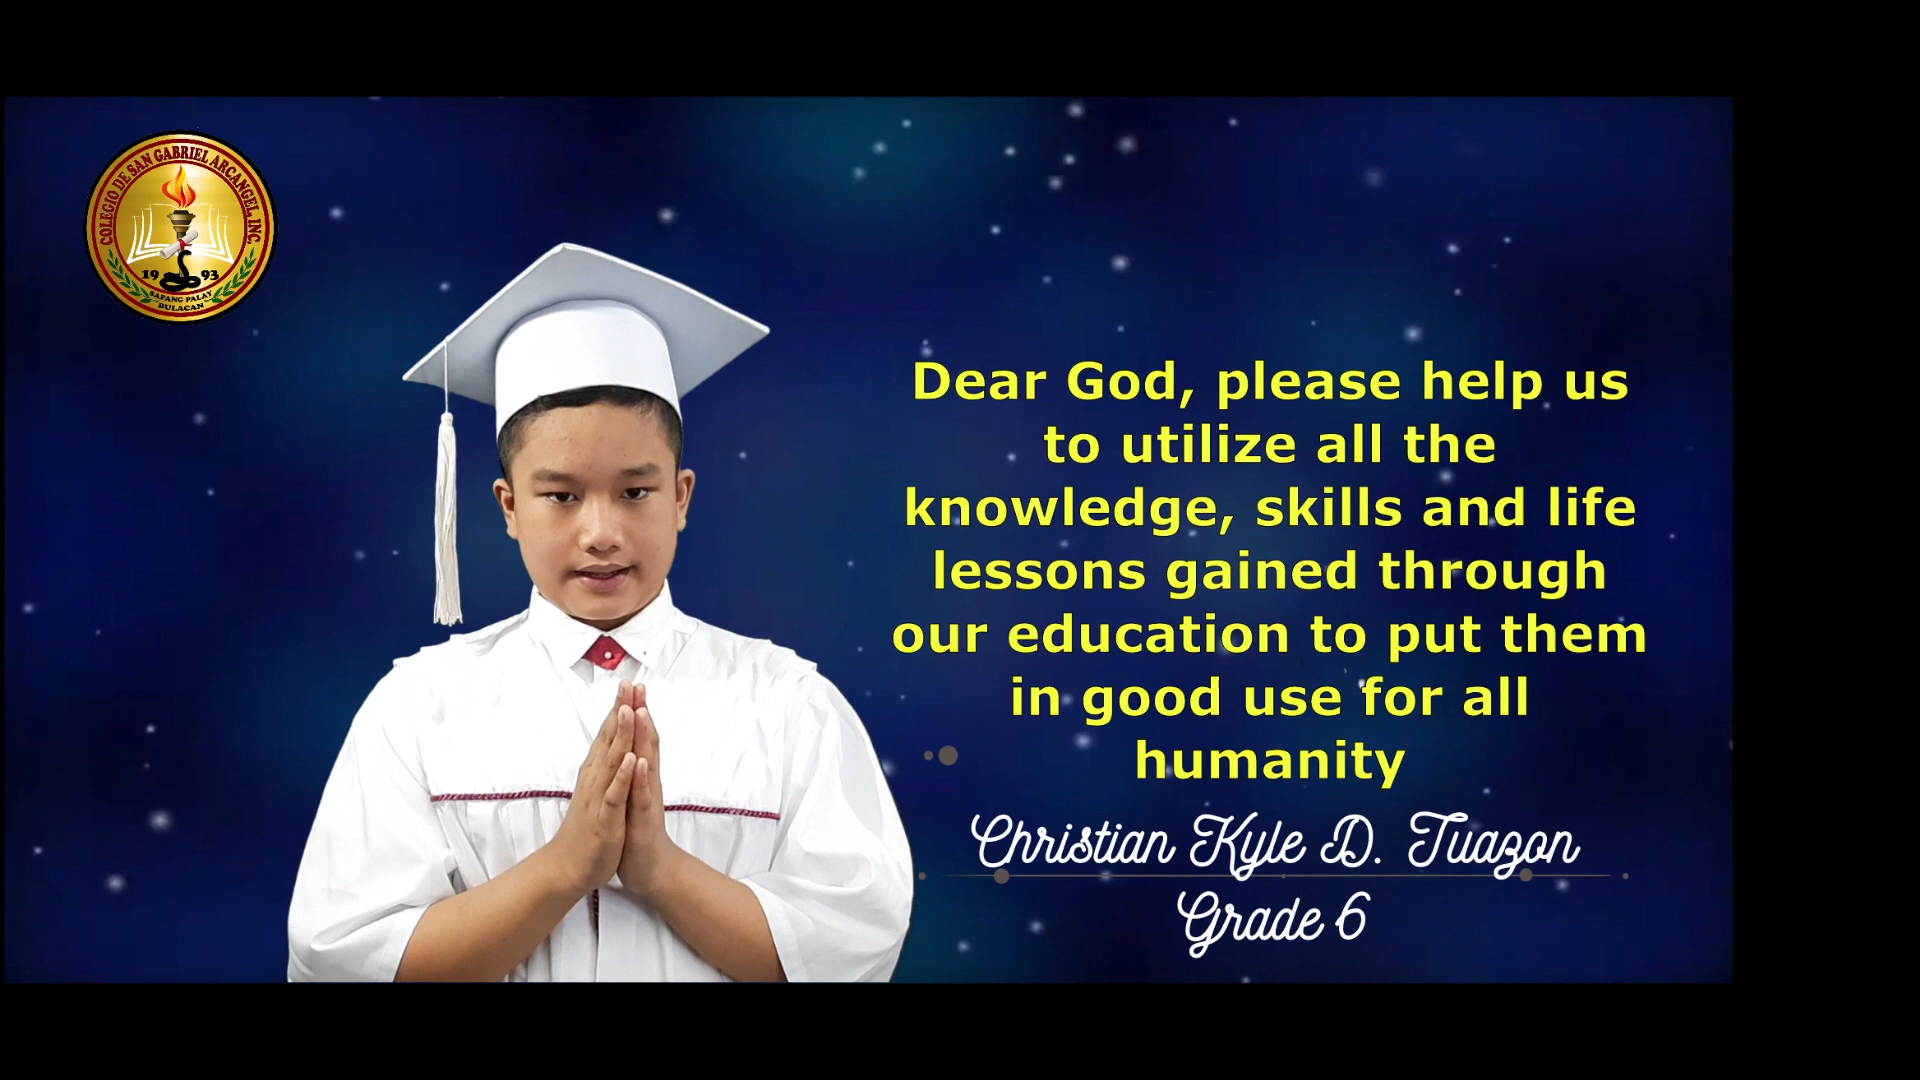 COLEGIO DE SAN GABRIEL ARCANGEL, INC.
19 93
SAPANG PALAY
BULACAN
Dear God, please help us
to utilize all the
knowledge, skills and life
lessons gained through
our education to put them
in good use for all
humanity
Christian Kyle D. Tuazon
Grade 6